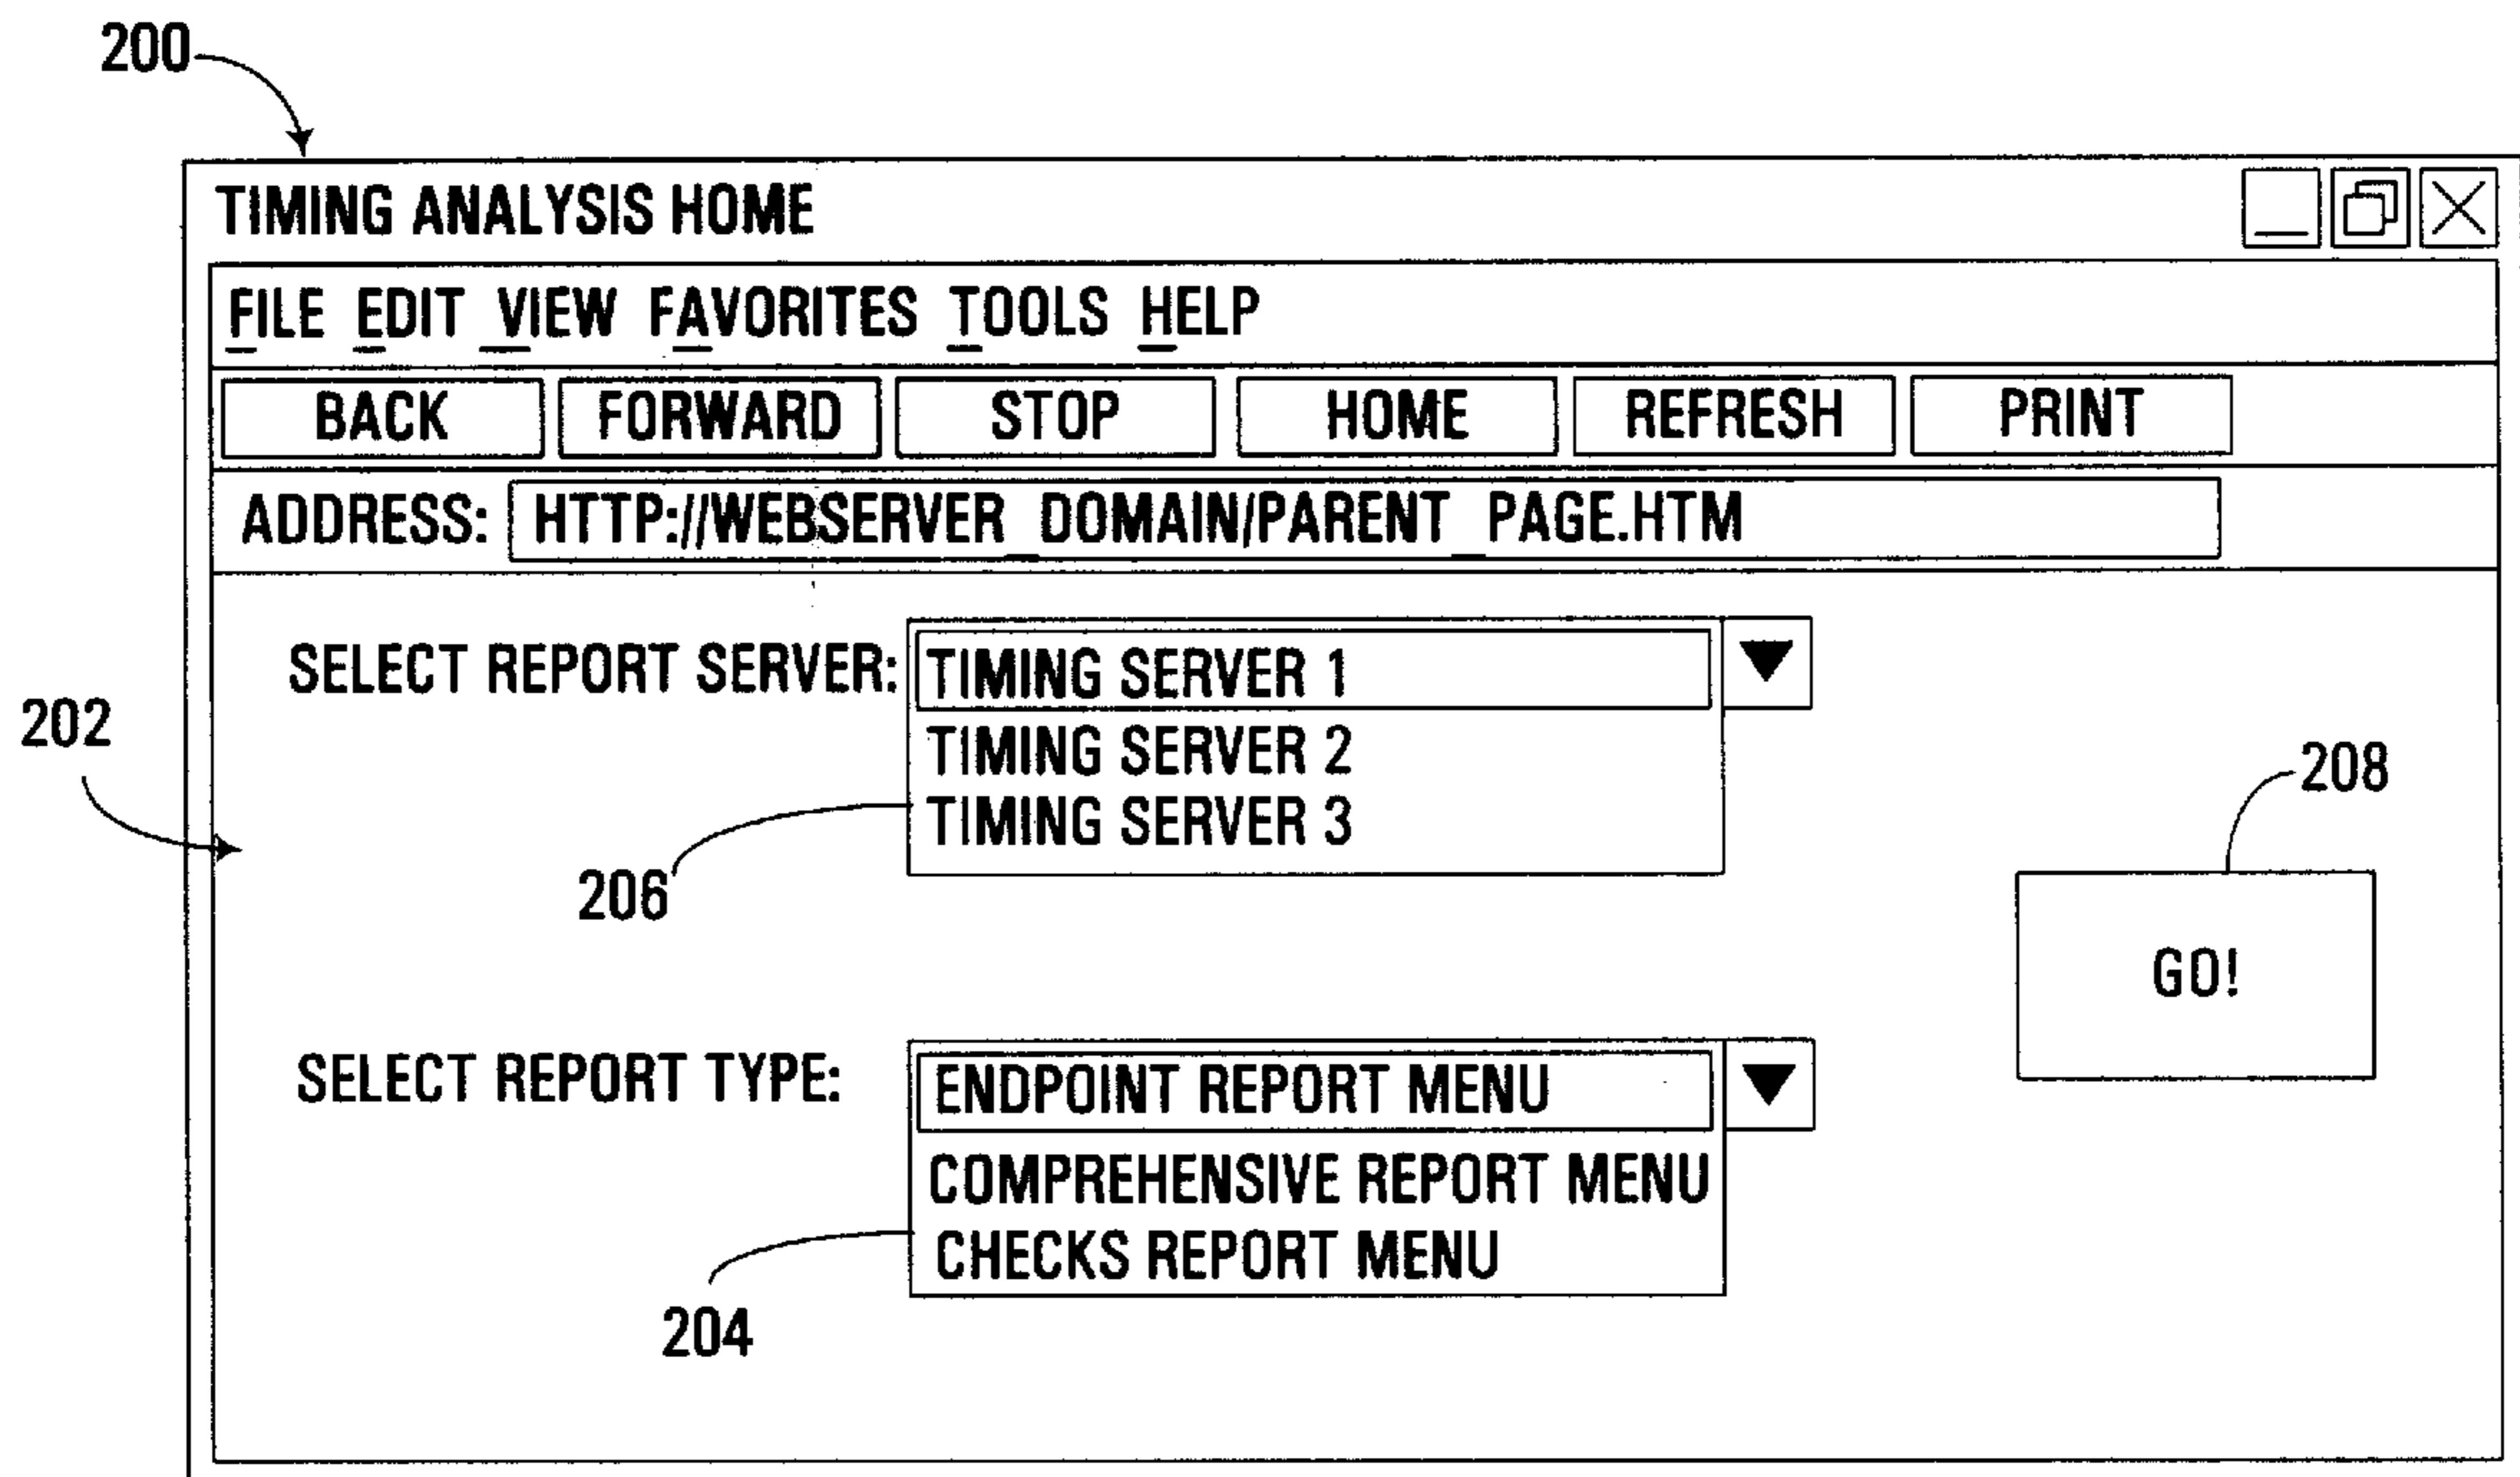 200
TIMING ANALYSIS HOME
FILE EDIT VIEW FAVORITES TOOLS HELP
BACK FORWARD STOP HOME REFRESH PRINT
ADDRESS: HTTP://WEBSERVER_DOMAIN/PARENT_PAGE.HTM
SELECT REPORT SERVER: TIMING SERVER 1
TIMING SERVER 2
TIMING SERVER 3
202
206
208
GO!
SELECT REPORT TYPE: ENDPOINT REPORT MENU
COMPREHENSIVE REPORT MENU
CHECKS REPORT MENU
204